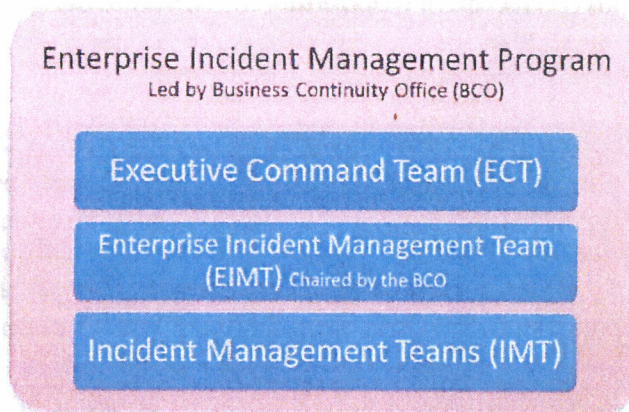 Enterprise Incident Management Program
Led by Business Continuity Office (BCO)
Executive Command Team (ECT)
Enterprise Incident Management Team
(EIMT) Chaired by the BCO
Incident Management Teams (IMT)